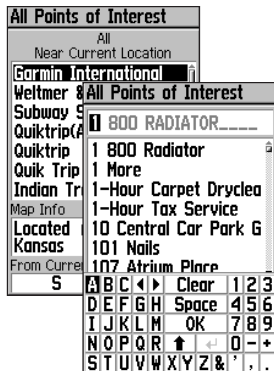 All Points of Interest
All
Near Current Location
Garmin International
Weltmer &
Subway S
Quiktrip(A
Quiktrip
Quik Trip
Indian Tr
Map Info
Located
Kansas
From Curre
S
All Points of Interest
1 800 RADIATOR____
1 800 Radiator
1 More
1-Hour Carpet Dryclea
1-Hour Tax Service
10 Central Car Park G
101 Nails
107 Atrium Place
A B C Clear 1 2 3
D E F G H Space 4 5 6
I J K L M OK 7 8 9
N O P Q R 0 - +
S T U V W X Y Z & ' , .